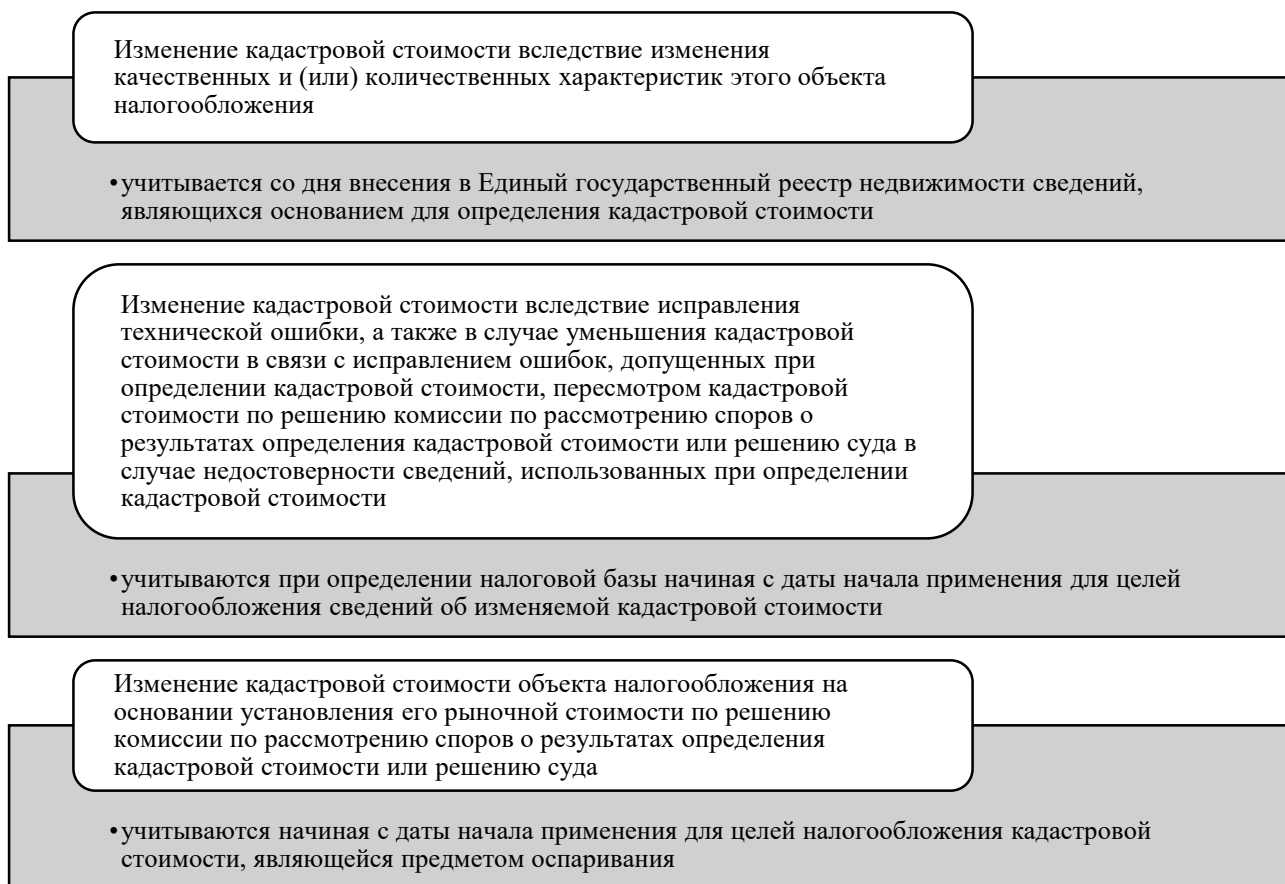 Изменение кадастровой стоимости вследствие изменения
качественных и (или) количественных характеристик этого объекта
налогообложения
•учитывается со дня внесения в Единый государственный реестр недвижимости сведений,
являющихся основанием для определения кадастровой стоимости
Изменение кадастровой стоимости вследствие исправления
технической ошибки, а также в случае уменьшения кадастровой
стоимости в связи с исправлением ошибок, допущенных при
определении кадастровой стоимости, пересмотром кадастровой
стоимости по решению комиссии по рассмотрению споров о
результатах определения кадастровой стоимости или решению суда в
случае недостоверности сведений, использованных при определении
кадастровой стоимости
•учитываются при определении налоговой базы начиная с даты начала применения для целей
налогообложения сведений об изменяемой кадастровой стоимости
Изменение кадастровой стоимости объекта налогообложения на
основании установления его рыночной стоимости по решению
комиссии по рассмотрению споров о результатах определения
кадастровой стоимости или решению суда
•учитываются начиная с даты начала применения для целей налогообложения кадастровой
стоимости, являющейся предметом оспаривания